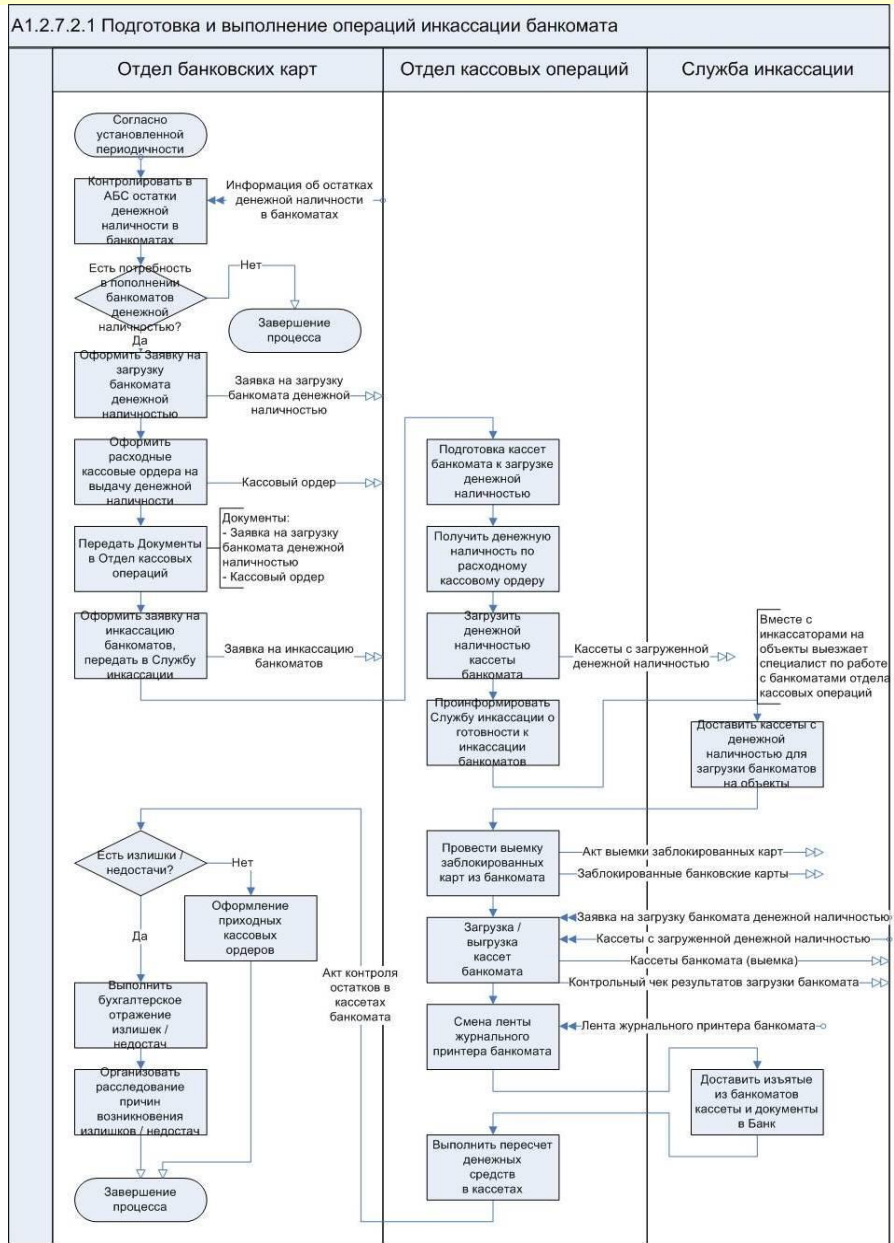 А1.2.7.2.1 Подготовка и выполнение операций инкассации банкомата
Отдел банковских карт
Отдел кассовых операций
Служба инкассации
Согласно
установленной
периодичности
Контролировать в
АБС остатки
денежной
наличности в
банкоматах
Информация об остатках
денежной наличности
в банкоматах
Есть потребность
в пополнении
банкоматов
денежной
наличностью?
Нет
Завершение
процесса
Да
Оформить Заявку на
загрузку
банкомата
денежной
наличностью
Заявка на загрузку
банкомата денежной
наличностью
Оформить
расходные
кассовые ордера на
выдачу денежной
наличности
Кассовый ордер
Передать Документы
в Отдел кассовых
операций
Документы:
- Заявка на загрузку
банкомата денежной
наличностью
- Кассовый ордер
Оформить заявку на
инкассацию
банкоматов,
передать в Службу
инкассации
Заявка на инкассацию
банкоматов
Подготовка кассет
банкомата к загрузке
денежной
наличностью
Получить денежную
наличность по
расходному
кассовому ордеру
Загрузить
денежной
наличностью
кассеты
банкомата
Кассеты с загруженной
денежной наличностью
Проинформировать
Службу инкассации о
готовности к
инкассации
банкоматов
Вместе с
инкассаторами на
объекты выезжает
специалист по работе
с банкоматами отдела
кассовых операций
Доставить кассеты с
денежной
наличностью для
загрузки банкоматов
на объекты
Провести выемку
заблокированных
карт из банкомата
Акт выемки заблокированных карт
Заблокированные банковские карты
Загрузка /
выгрузка
кассет
банкомата
Заявка на загрузку банкомата денежной наличностью
Кассеты с загруженной денежной наличностью
Кассеты банкомата (выемка)
Контрольный чек результатов загрузки банкомата
Смена ленты
журнального
принтера банкомата
Лента журнального принтера банкомата
Доставить изъятые
из банкоматов
кассеты и документы
в Банк
Выполнить пересчет
денежных
средств
в кассетах
Акт контроля
остатков в
кассетах
банкомата
Есть излишки /
недостачи?
Нет
Оформление
приходных
кассовых
ордеров
Да
Выполнить
бухгалтерское
отражение
излишек /
недостач
Организовать
расследование
причин
возникновения
излишков / недостач
Завершение
процесса